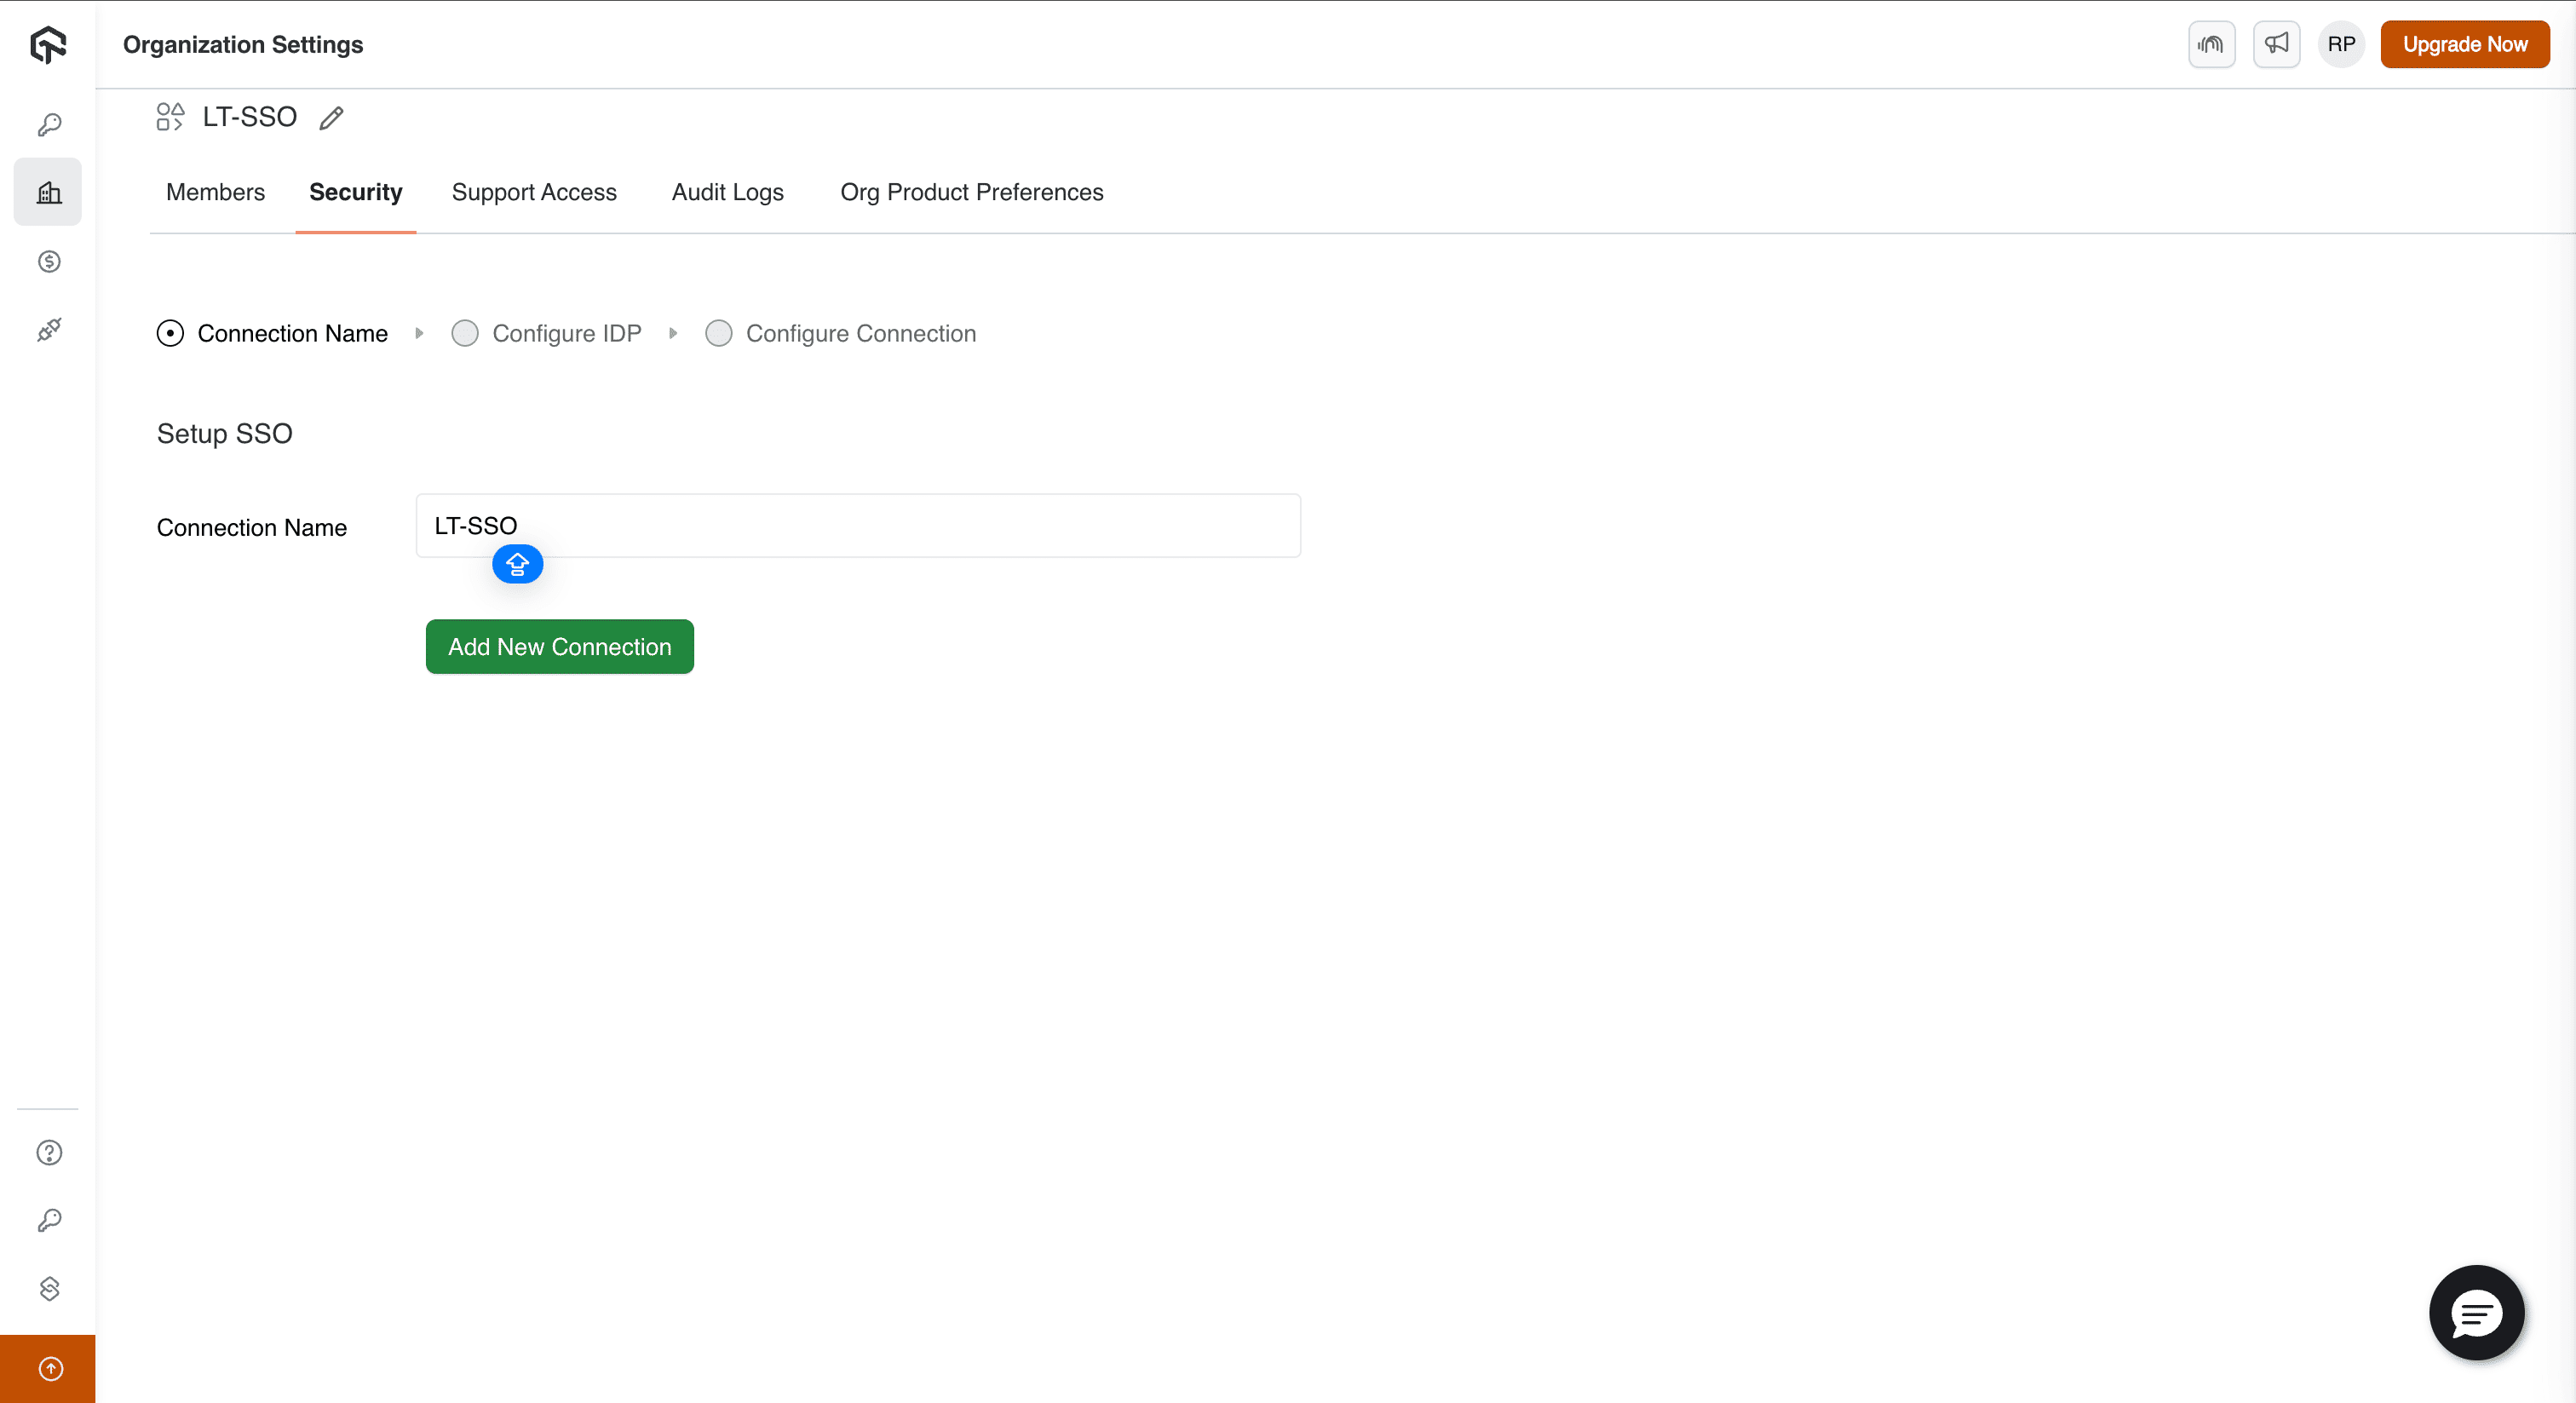 Organization Settings
RP
Upgrade Now
LT-SSO
Members Security Support Access Audit Logs Org Product Preferences
Connection Name Configure IDP Configure Connection
Setup SSO
Connection Name LT-SSO
Add New Connection